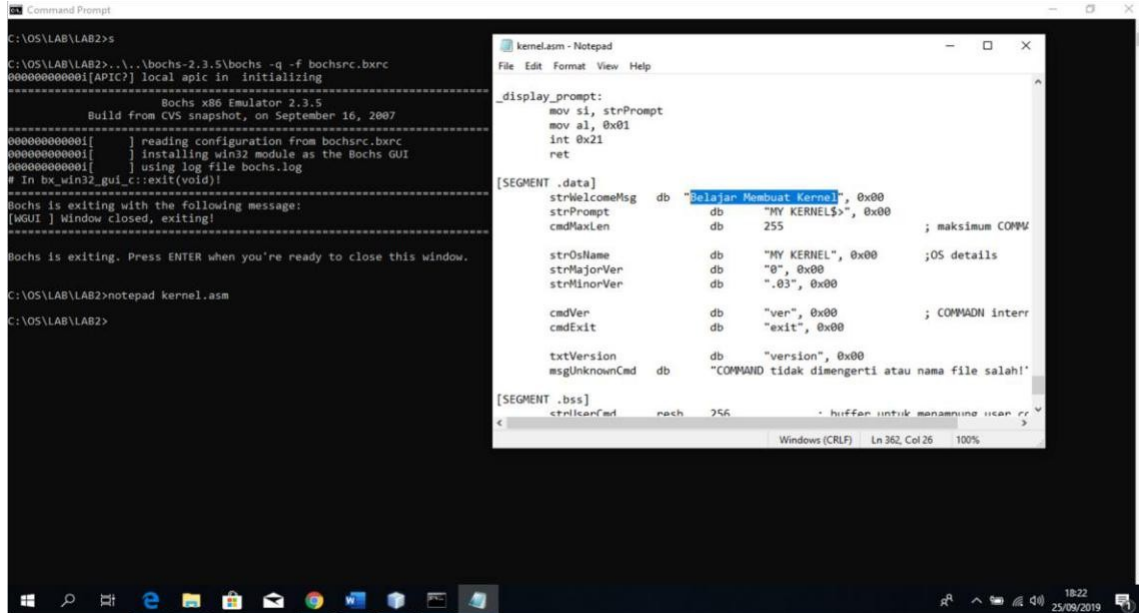 Command Prompt
C:\OS\LAB\LAB2>s
C:\OS\LAB\LAB2>..\..\bochs-2.3.5\bochs -q -f bochsrc.bxrc
00000000000i[APIC?] local apic in  initializing
========================================================================
Bochs x86 Emulator 2.3.5
Build from CVS snapshot, on September 16, 2007
========================================================================
00000000000i[     ] reading configuration from bochsrc.bxrc
00000000000i[     ] installing win32 module as the Bochs GUI
00000000000i[     ] using log file bochs.log
# In bx_win32_gui_c::exit(void)!
========================================================================
Bochs is exiting with the following message:
[WGUI ] Window closed, exiting!
========================================================================
Bochs is exiting. Press ENTER when you're ready to close this window.
C:\OS\LAB\LAB2>notepad kernel.asm
C:\OS\LAB\LAB2>
kernel.asm - Notepad
File Edit Format View Help
_display_prompt:
mov si, strPrompt
mov al, 0x01
int 0x21
ret
[SEGMENT .data]
strWelcomeMsg db "Belajar Membuat Kernel", 0x00
strPrompt db "MY KERNEL$>", 0x00
cmdMaxLen db 255 ; maksimum COMMA
strOsName db "MY KERNEL", 0x00 ;OS details
strMajorVer db "0", 0x00
strMinorVer db ".03", 0x00
cmdVer db "ver", 0x00 ; COMMADN intern
cmdExit db "exit", 0x00
txtVersion db "version", 0x00
msgUnknownCmd db "COMMAND tidak dimengerti atau nama file salah!"
[SEGMENT .bss]
strUserCmd resb 256 ; buffer untuk menampung user
Windows (CRLF) Ln 362, Col 26 100%
18:22
25/09/2019